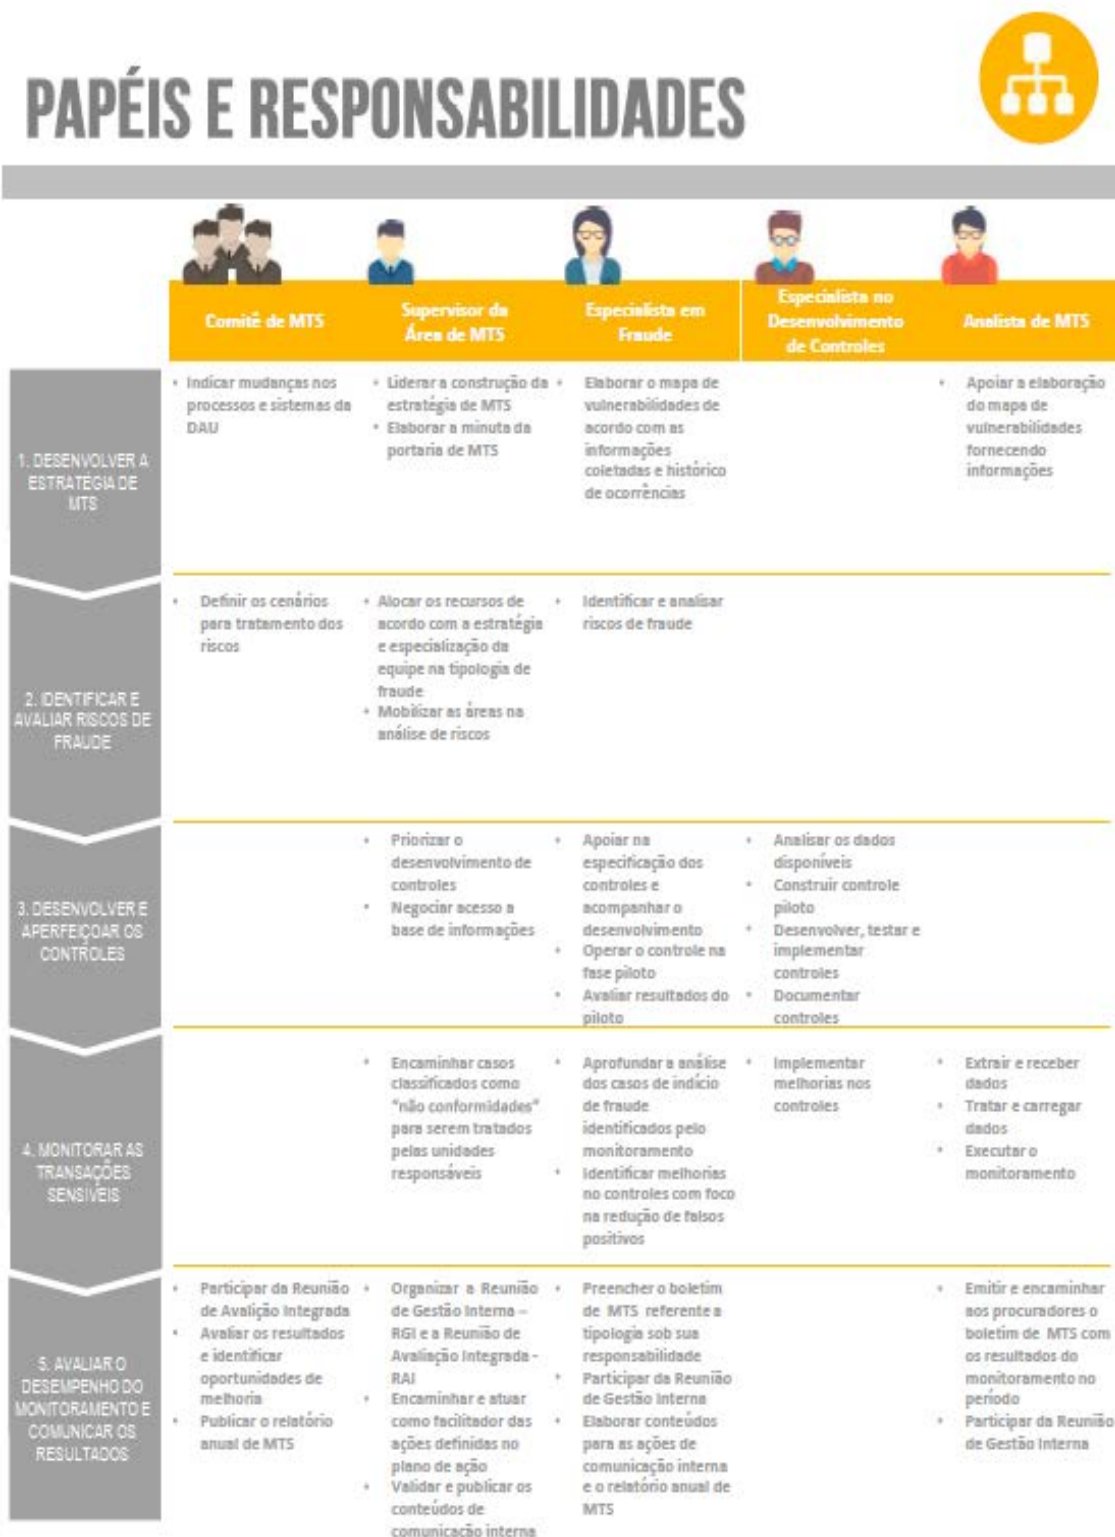 PAPÉIS E RESPONSABILIDADES
Comitê de MTS
Supervisor da
Área de MTS
Especialista em
Fraude
Especialista no
Desenvolvimento
de Controles
Analista de MTS
1. DESENVOLVER A
ESTRATÉGIA DE
MTS
• Indicar mudanças nos
processos e sistemas da
DAU
• Liderar a construção da
estratégia de MTS
• Elaborar a minuta da
portaria de MTS
• Elaborar o mapa de
vulnerabilidades de
acordo com as
informações
coletadas e histórico
de ocorrências
• Apoiar a elaboração
do mapa de
vulnerabilidades
fornecendo
informações
2. IDENTIFICAR E
AVALIAR RISCOS DE
FRAUDE
• Definir os cenários
para tratamento dos
riscos
• Alocar os recursos de
acordo com a estratégia
e especialização da
equipe na tipologia de
fraude
• Mobilizar as áreas na
análise de riscos
• Identificar e analisar
riscos de fraude
3. DESENVOLVER E
APERFEIÇOAR OS
CONTROLES
• Priorizar o
desenvolvimento de
controles
• Negociar acesso a
base de informações
• Apoiar na
especificação dos
controles e
acompanhar o
desenvolvimento
• Operar o controle na
fase piloto
• Avaliar resultados do
piloto
• Analisar os dados
disponíveis
• Construir controle
piloto
• Desenvolver, testar e
implementar
controles
• Documentar
controles
4. MONITORAR AS
TRANSAÇÕES
SENSÍVEIS
• Encaminhar casos
classificados como
"não conformidades"
para serem tratados
pelas unidades
responsáveis
• Aprofundar a análise
dos casos de indício
de fraude
identificados pelo
monitoramento
• Identificar melhorias
no controles com foco
na redução de falsos
positivos
• Implementar
melhorias nos
controles
• Extrair e receber
dados
• Tratar e carregar
dados
• Executar o
monitoramento
5. AVALIAR O
DESEMPENHO DO
MONITORAMENTO E
COMUNICAR OS
RESULTADOS
• Participar da Reunião
de Avalição Integrada
• Avaliar os resultados
e identificar
oportunidades de
melhoria
• Publicar o relatório
anual de MTS
• Organizar a Reunião
de Gestão Interna –
RGI e a Reunião de
Avaliação Integrada -
RAI
• Encaminhar e atuar
como facilitador das
ações definidas no
plano de ação
• Validar e publicar os
conteúdos de
comunicação interna
• Preencher o boletim
de MTS referente a
tipologia sob sua
responsabilidade
• Participar da Reunião
de Gestão Interna
• Elaborar conteúdos
para as ações de
comunicação interna
e o relatório anual de
MTS
• Emitir e encaminhar
aos procuradores o
boletim de MTS com
os resultados do
monitoramento no
período
• Participar da Reunião
de Gestão Interna